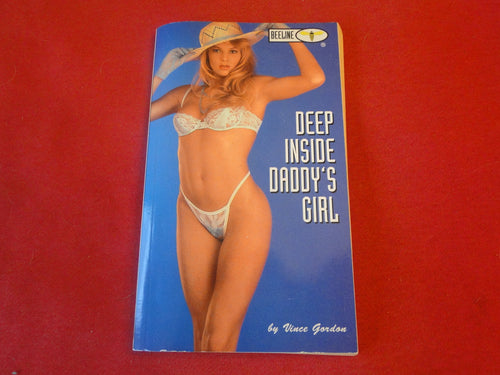 BEELINE
®
DEEP
INSIDE
DADDY'S
GIRL
by Vince Gordon